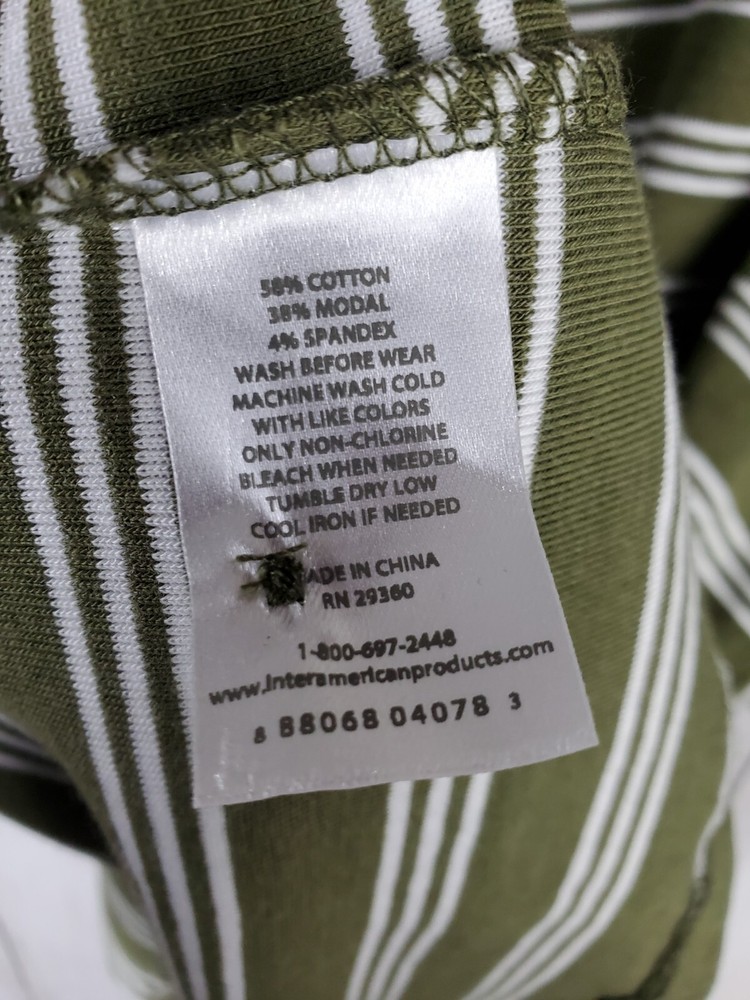 58% COTTON
38% MODAL
4% SPANDEX
WASH BEFORE WEAR
MACHINE WASH COLD
WITH LIKE COLORS
ONLY NON-CHLORINE
BLEACH WHEN NEEDED
TUMBLE DRY LOW
COOL IRON IF NEEDED
ADE IN CHINA
RN 29360
1-800-697-2448
www.interamericanproducts.com
8 88068 04078 3